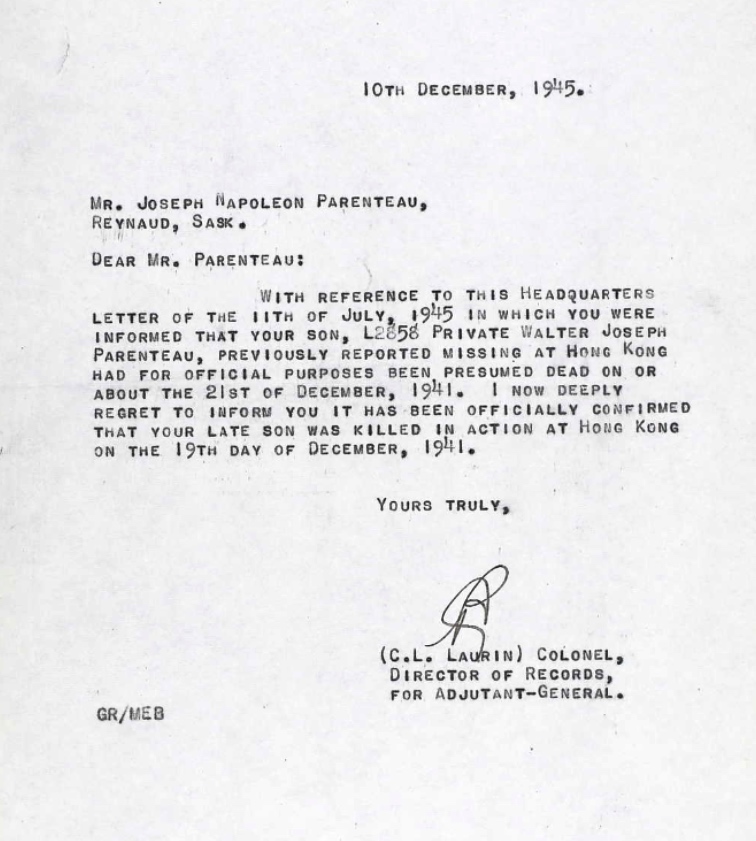 10TH DECEMBER, 1945.
MR. JOSEPH NAPOLEON PARENTEAU,
REYNAUD, SASK.
DEAR MR. PARENTEAU:
WITH REFERENCE TO THIS HEADQUARTERS
LETTER OF THE 11TH OF JULY, 1945 IN WHICH YOU WERE
INFORMED THAT YOUR SON, L2858 PRIVATE WALTER JOSEPH
PARENTEAU, PREVIOUSLY REPORTED MISSING AT HONG KONG
HAD FOR OFFICIAL PURPOSES BEEN PRESUMED DEAD ON OR
ABOUT THE 21ST OF DECEMBER, 1941. I NOW DEEPLY
REGRET TO INFORM YOU IT HAS BEEN OFFICIALLY CONFIRMED
THAT YOUR LATE SON WAS KILLED IN ACTION AT HONG KONG
ON THE 19TH DAY OF DECEMBER, 1941.
YOURS TRULY,
(C.L. LAURIN) COLONEL,
DIRECTOR OF RECORDS,
FOR ADJUTANT-GENERAL.
GR/MEB